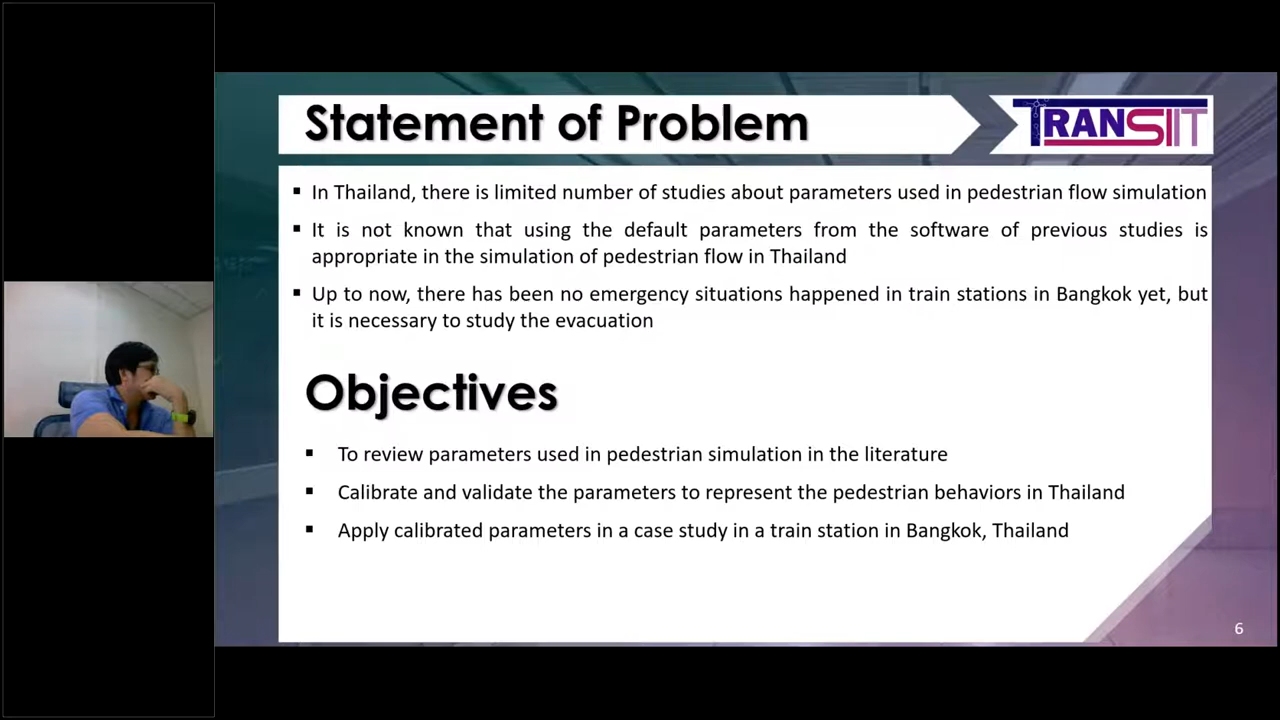 Statement of Problem
TRANSIIT
▪ In Thailand, there is limited number of studies about parameters used in pedestrian flow simulation
▪ It is not known that using the default parameters from the software of previous studies is
appropriate in the simulation of pedestrian flow in Thailand
▪ Up to now, there has been no emergency situations happened in train stations in Bangkok yet, but
it is necessary to study the evacuation
Objectives
▪ To review parameters used in pedestrian simulation in the literature
▪ Calibrate and validate the parameters to represent the pedestrian behaviors in Thailand
▪ Apply calibrated parameters in a case study in a train station in Bangkok, Thailand
6